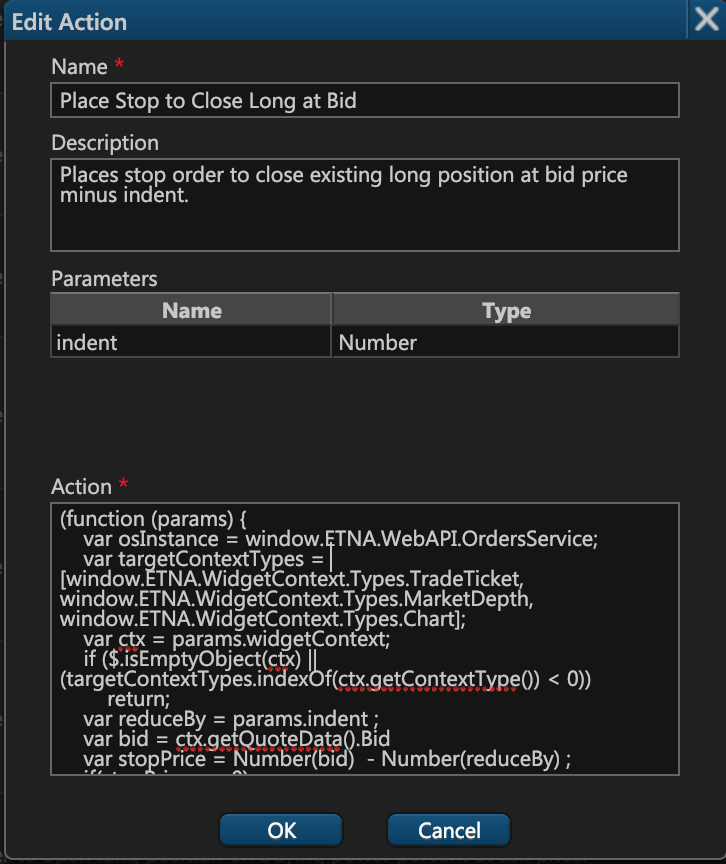 Edit Action
Name *
Place Stop to Close Long at Bid
Description
Places stop order to close existing long position at bid price
minus indent.
Parameters
Name Type
indent Number
Action *
(function (params) {
var osInstance = window.ETNA.WebAPI.OrdersService;
var targetContextTypes =
[window.ETNA.WidgetContext.Types.TradeTicket,
window.ETNA.WidgetContext.Types.MarketDepth,
window.ETNA.WidgetContext.Types.Chart];
var ctx = params.widgetContext;
if ($.isEmptyObject(ctx) ||
(targetContextTypes.indexOf(ctx.getContextType()) < 0))
return;
var reduceBy = params.indent ;
var bid = ctx.getQuoteData().Bid
var stopPrice = Number(bid)  - Number(reduceBy) ;
OK Cancel